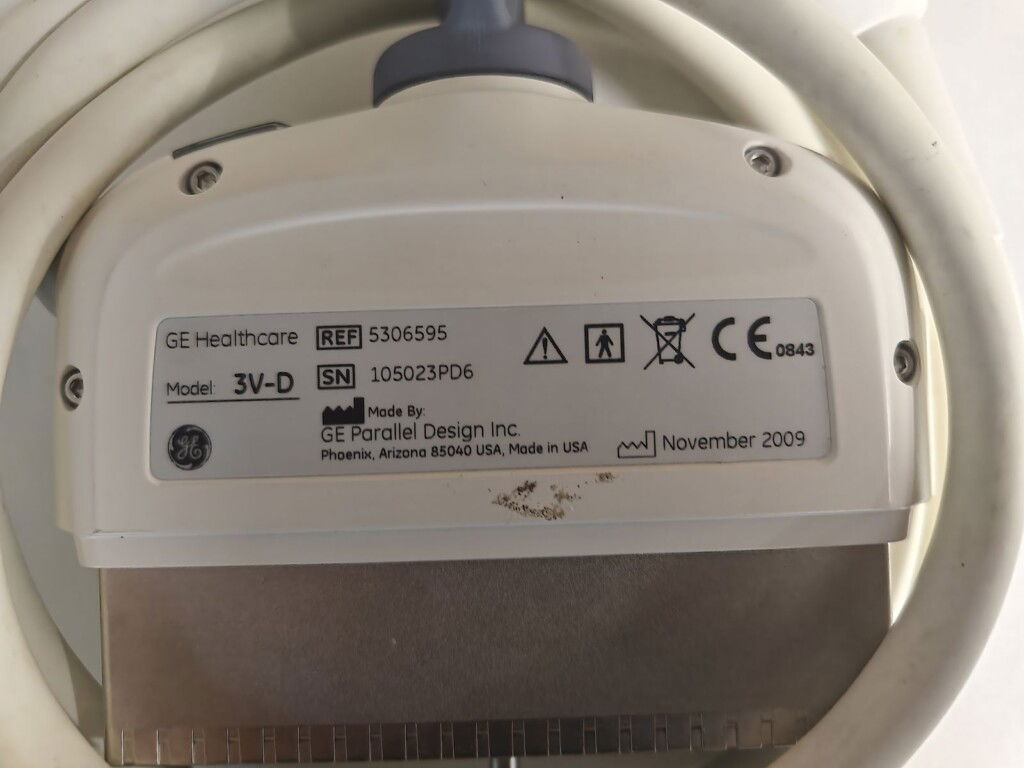 GE Healthcare REF 5306595
Model: 3V-D SN 105023PD6
Made By:
GE Parallel Design Inc.
Phoenix, Arizona 85040 USA, Made in USA
November 2009
CE 0843
GE